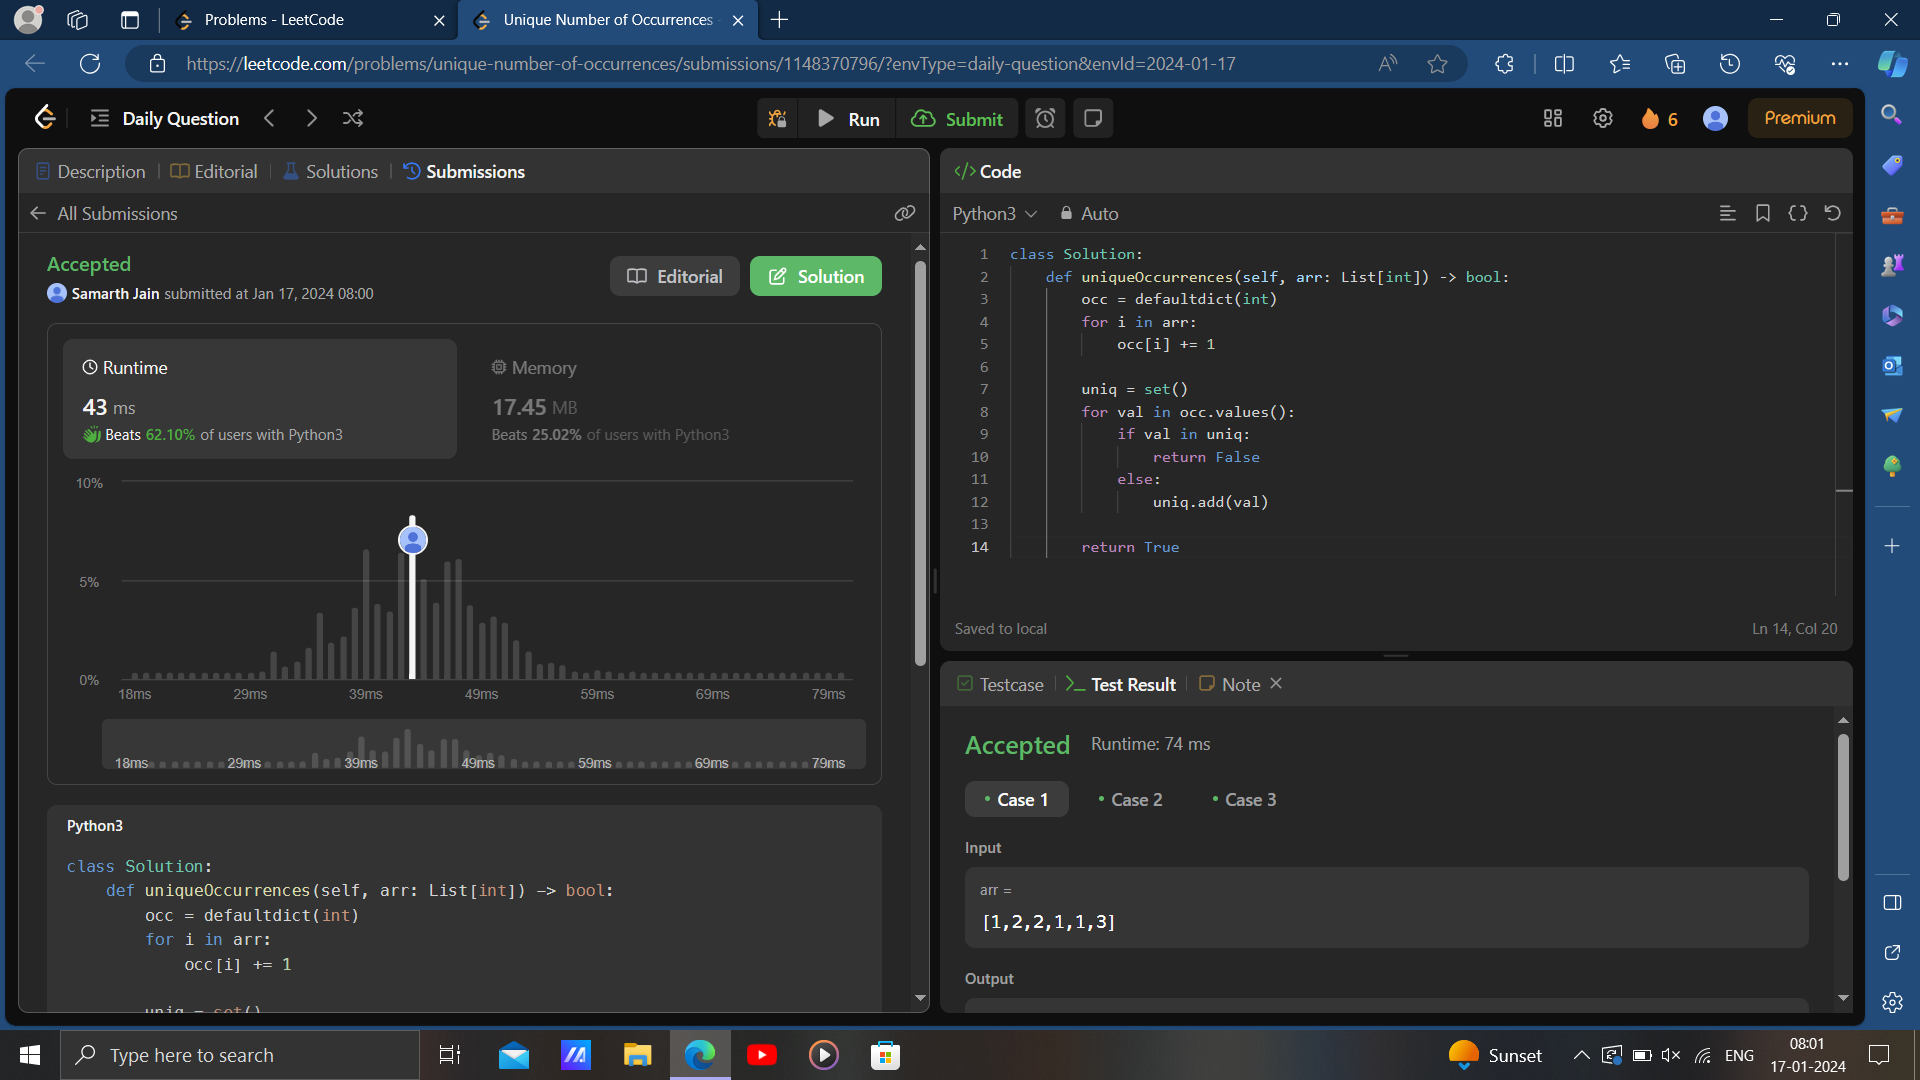 Problems - LeetCode
Unique Number of Occurrences
https://leetcode.com/problems/unique-number-of-occurrences/submissions/1148370796/?envType=daily-question&envId=2024-01-17
Daily Question
Run
Submit
6
Premium
Description
Editorial
Solutions
Submissions
All Submissions
Accepted
Samarth Jain submitted at Jan 17, 2024 08:00
Editorial
Solution
Runtime
43 ms
Beats 62.10% of users with Python3
Memory
17.45 MB
Beats 25.02% of users with Python3
10%
5%
0%
18ms 29ms 39ms 49ms 59ms 69ms 79ms
18ms 29ms 39ms 49ms 59ms 69ms 79ms
Python3
class Solution:
def uniqueOccurrences(self, arr: List[int]) -> bool:
occ = defaultdict(int)
for i in arr:
occ[i] += 1
uniq = set()
</> Code
Python3
Auto
1 class Solution:
2 def uniqueOccurrences(self, arr: List[int]) -> bool:
3 occ = defaultdict(int)
4 for i in arr:
5 occ[i] += 1
6
7 uniq = set()
8 for val in occ.values():
9 if val in uniq:
10 return False
11 else:
12 uniq.add(val)
13
14 return True
Saved to local
Ln 14, Col 20
Testcase
Test Result
Note
Accepted
Runtime: 74 ms
Case 1
Case 2
Case 3
Input
arr =
[1,2,2,1,1,3]
Output
Type here to search
Sunset
ENG
08:01
17-01-2024